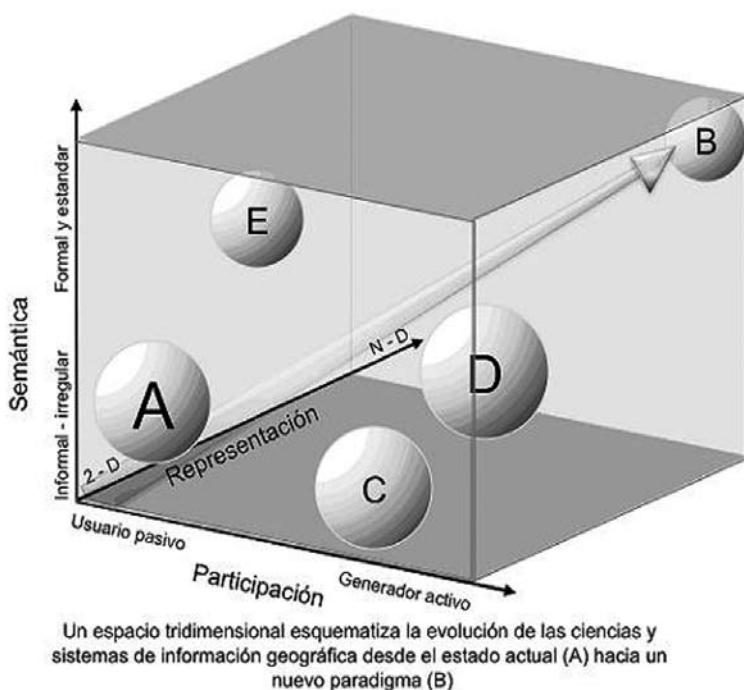 B
E
Formal y estandar
Semántica
N - D
D
A
Informal - irregular
Representación
2 - D
C
Usuario pasivo
Participación
Generador activo
Un espacio tridimensional esquematiza la evolución de las ciencias y
sistemas de información geográfica desde el estado actual (A) hacia un
nuevo paradigma (B)